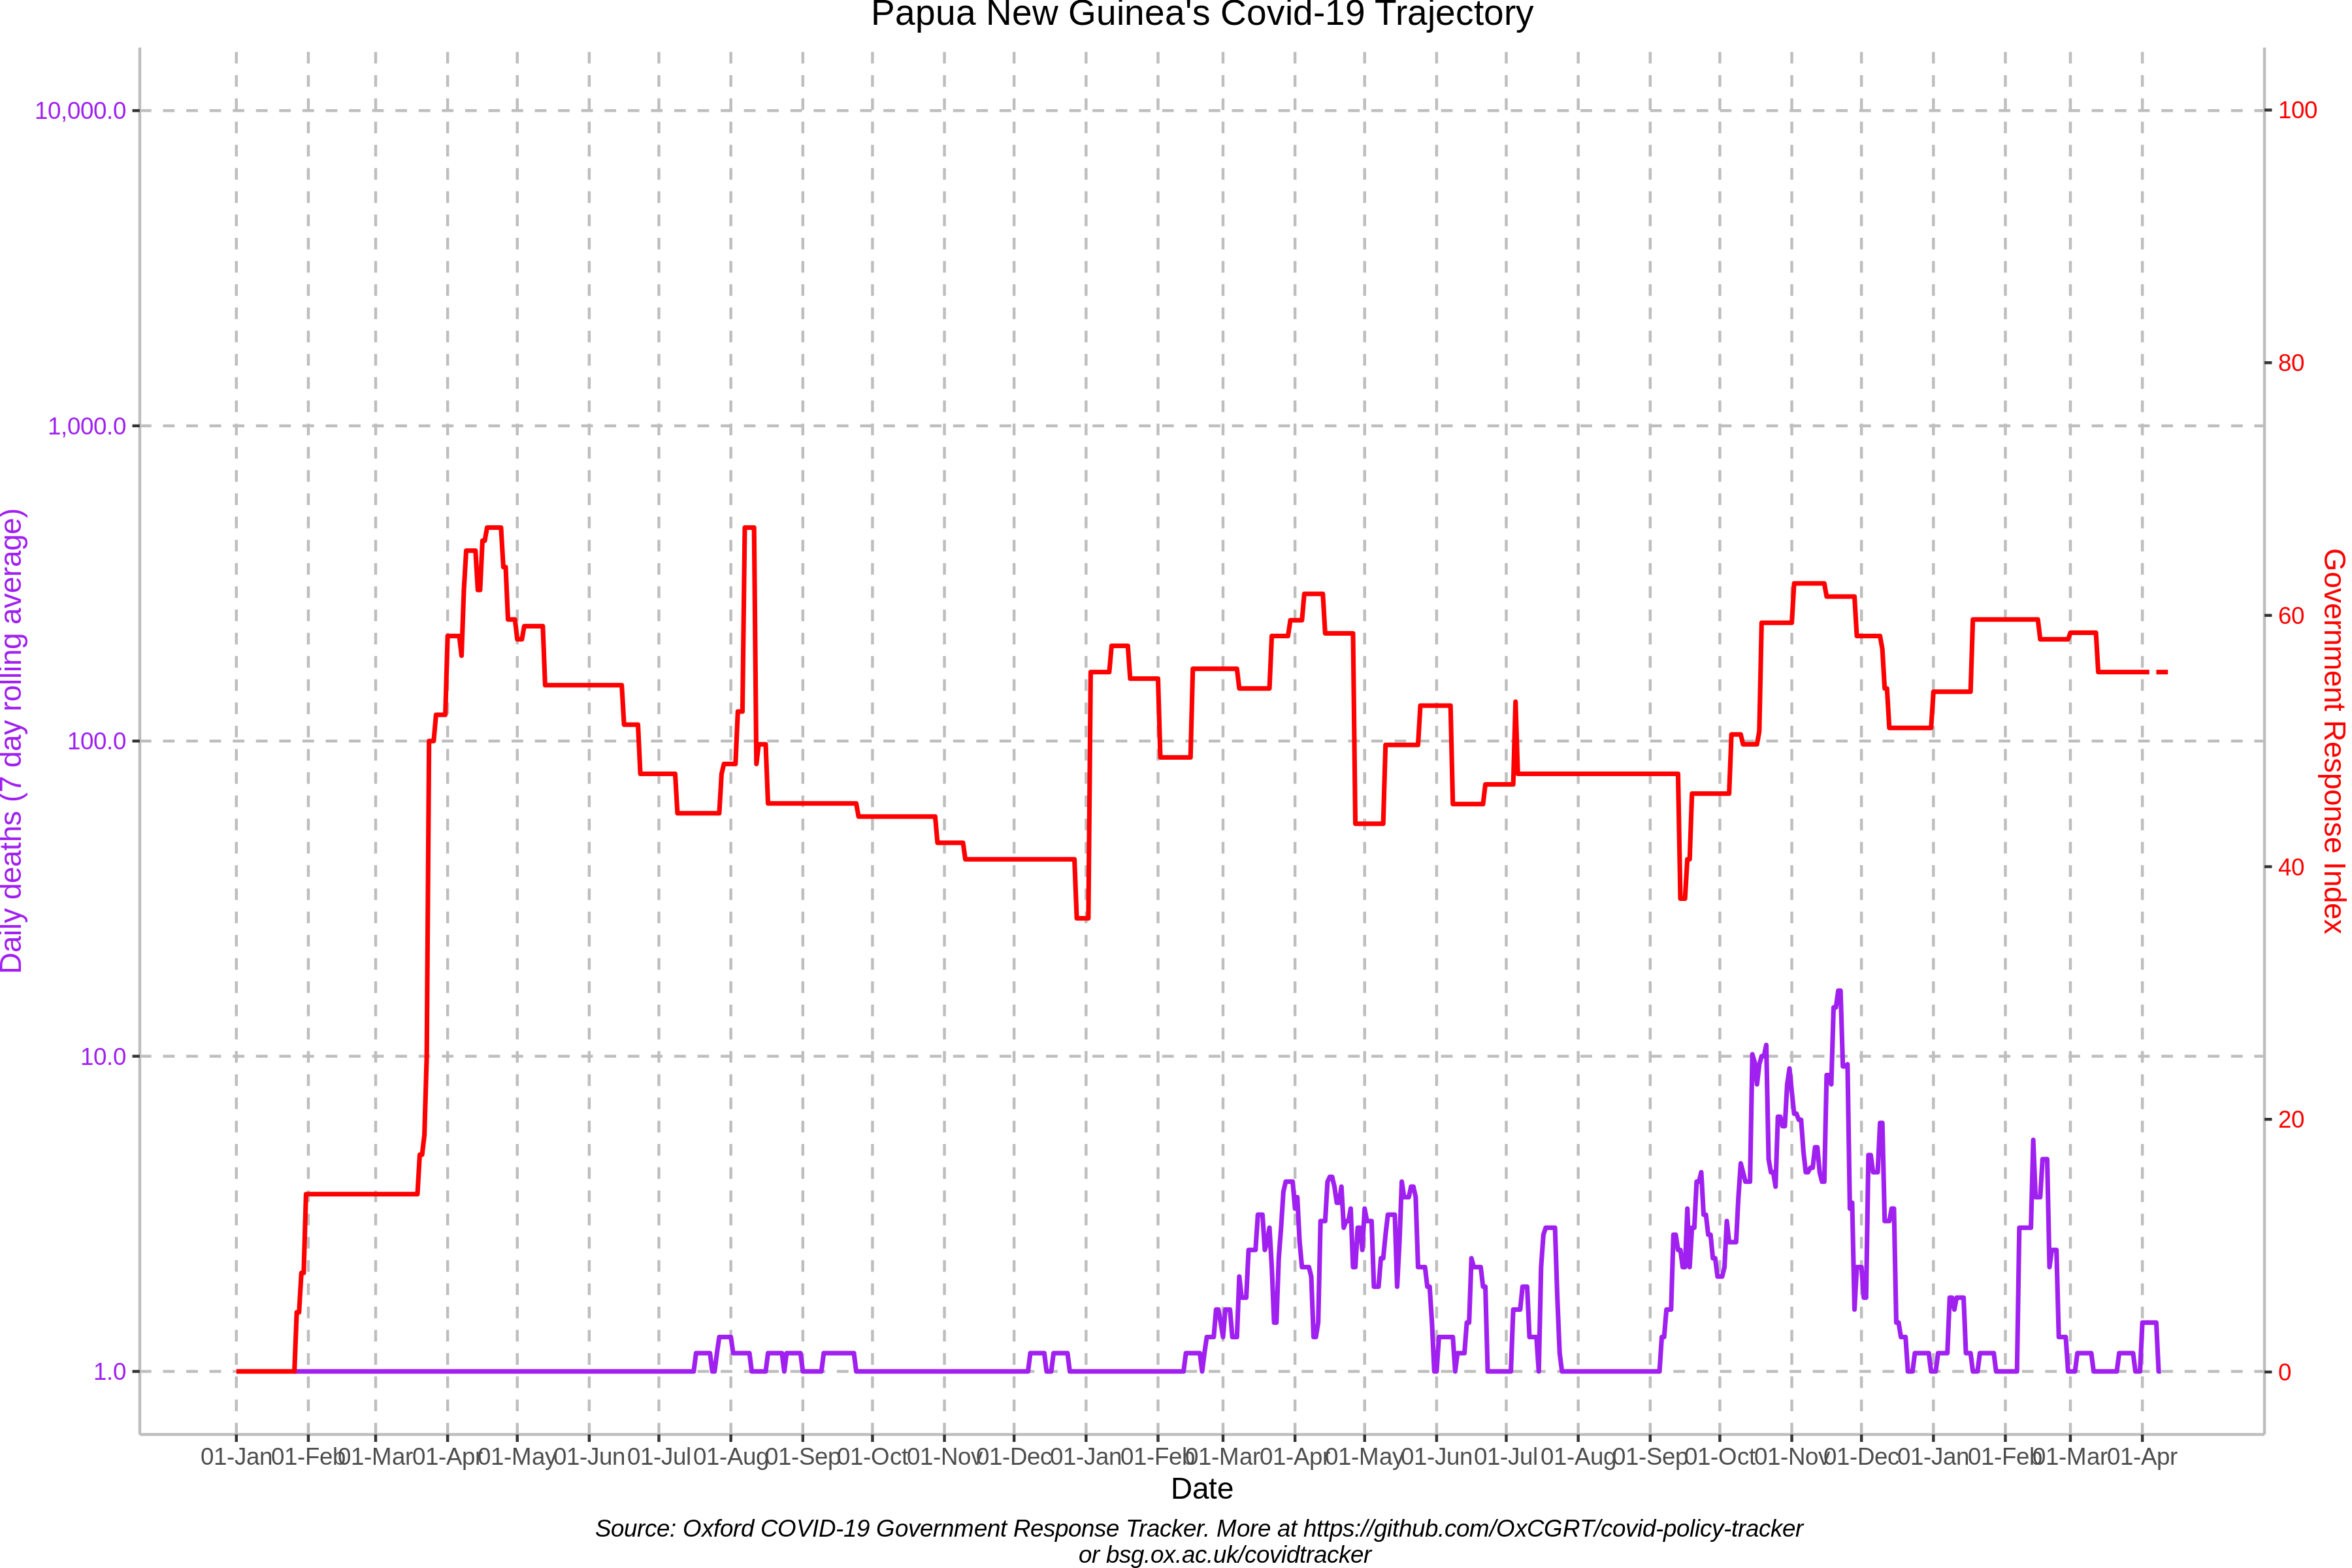 Papua New Guinea's Covid-19 Trajectory
10,000.0
1,000.0
100.0
10.0
1.0
Daily deaths (7 day rolling average)
100
80
60
40
20
0
Government Response Index
01-Jan 01-Feb 01-Mar 01-Apr 01-May 01-Jun 01-Jul 01-Aug 01-Sep 01-Oct 01-Nov 01-Dec 01-Jan 01-Feb 01-Mar 01-Apr 01-May 01-Jun 01-Jul 01-Aug 01-Sep 01-Oct 01-Nov 01-Dec 01-Jan 01-Feb 01-Mar 01-Apr
Date
Source: Oxford COVID-19 Government Response Tracker. More at https://github.com/OxCGRT/covid-policy-tracker
or bsg.ox.ac.uk/covidtracker